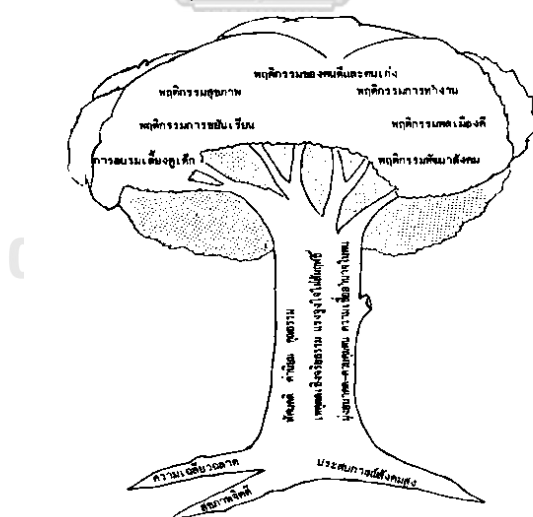 พฤติกรรมของคนดีและคนเก่ง
พฤติกรรมสุขภาพ
พฤติกรรมการทำงาน
พฤติกรรมการขยันเรียน
พฤติกรรมพลเมืองดี
การอบรมเลี้ยงดูเด็ก
พฤติกรรมพัฒนาสังคม
ทัศนคติ ค่านิยม คุณธรรม
เหตุผลเชิงจริยธรรม แรงจูงใจใฝ่สัมฤทธิ์
มุ่งอนาคต-ควบคุมตน ความเชื่ออำนาจในตน
ความเฉลียวฉลาด
ประสบการณ์สังคมสูง
สุขภาพจิตดี